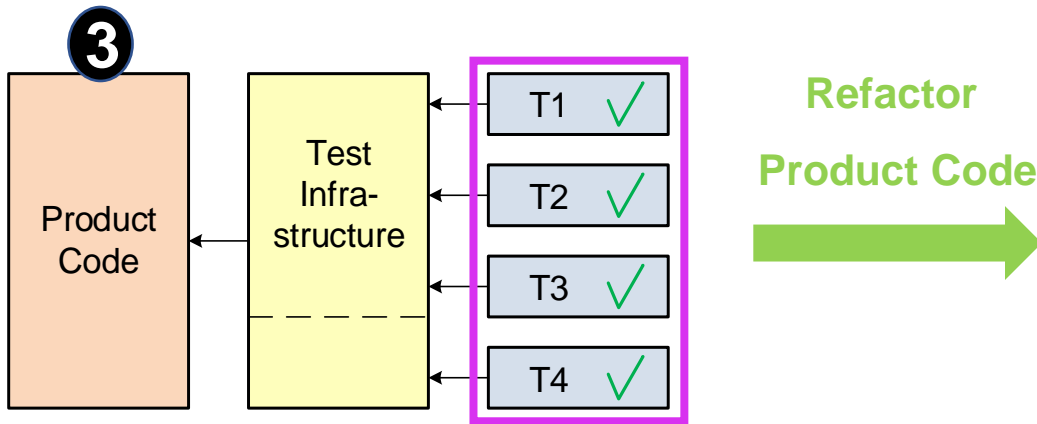 3
Product
Code
Test
Infra-
structure
T1
T2
T3
T4
Refactor
Product Code